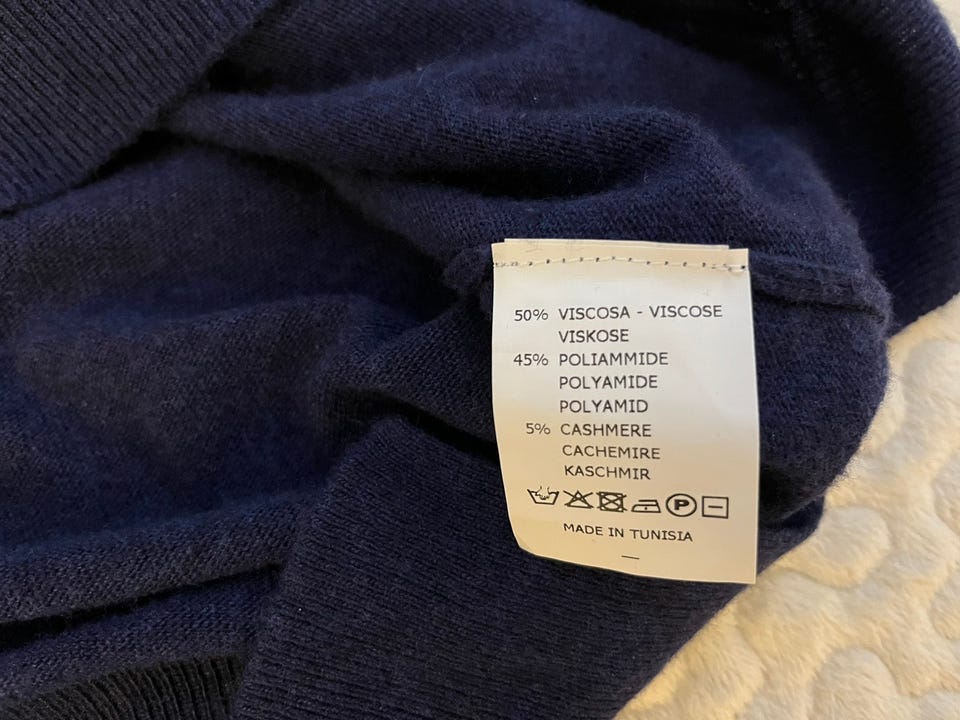 50% VISCOSA - VISCOSE
VISKOSE
45% POLIAMMIDE
POLYAMIDE
POLYAMID
5% CASHMERE
CACHEMIRE
KASCHMIR
P
MADE IN TUNISIA